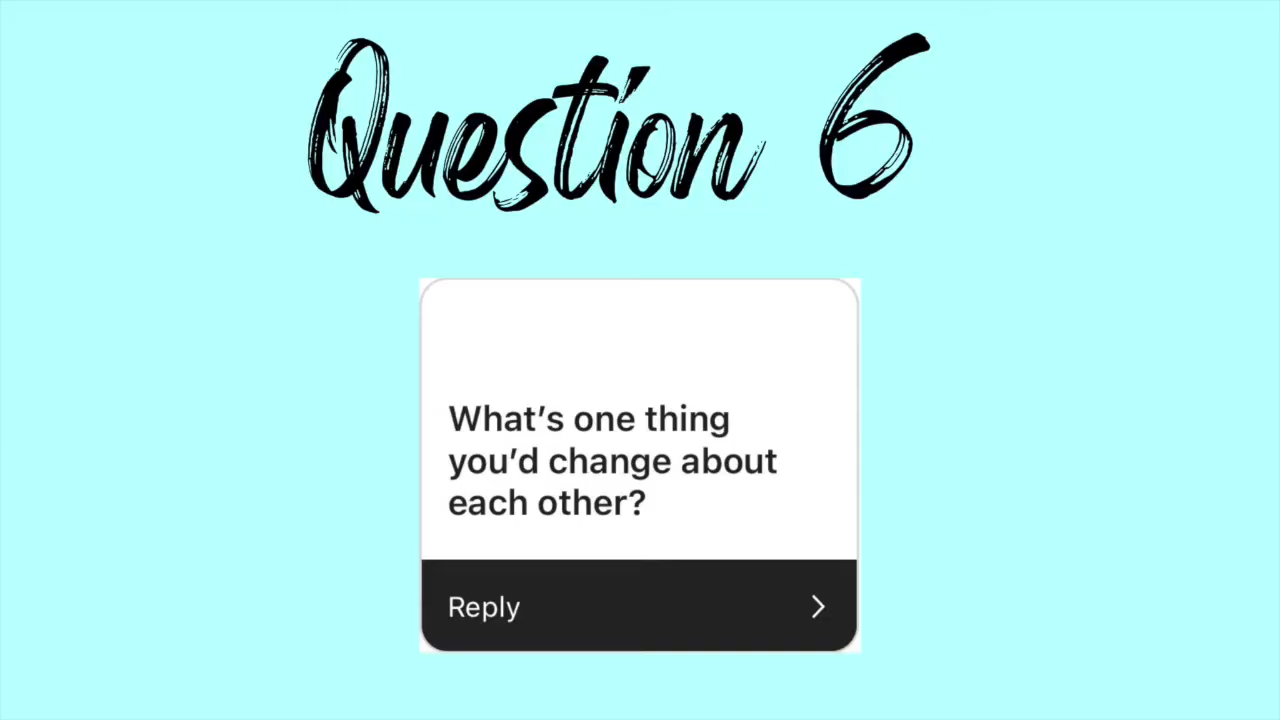 Question 6
What’s one thing
you’d change about
each other?
Reply